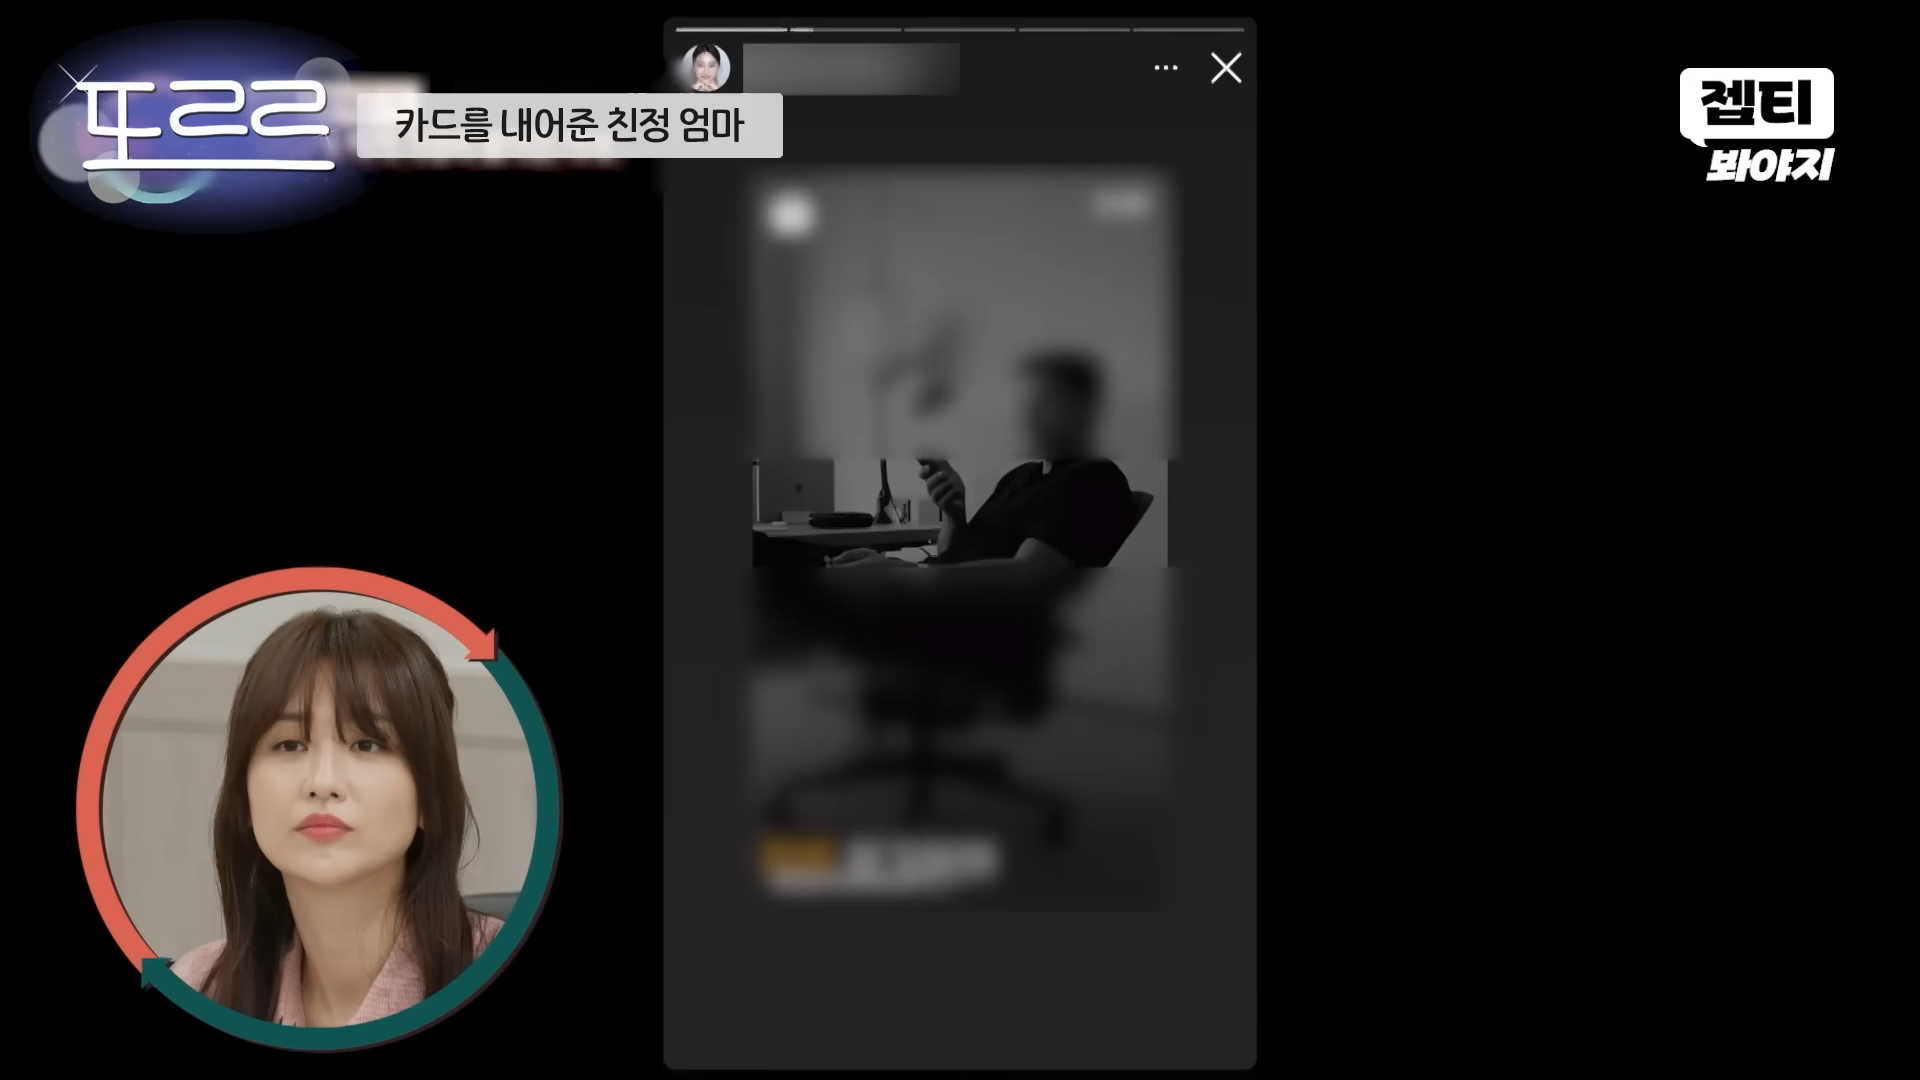 또르르
카드를 내어준 친정 엄마
젭티
봐야지